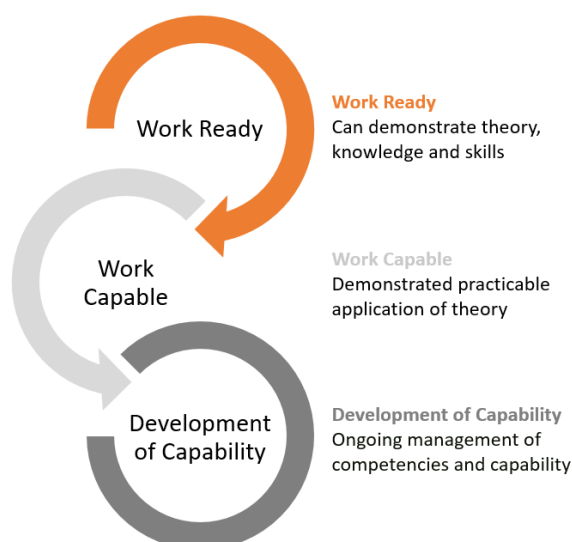 Work Ready
Work Ready
Can demonstrate theory,
knowledge and skills
Work
Capable
Work Capable
Demonstrated practicable
application of theory
Development
of Capability
Development of Capability
Ongoing management of
competencies and capability